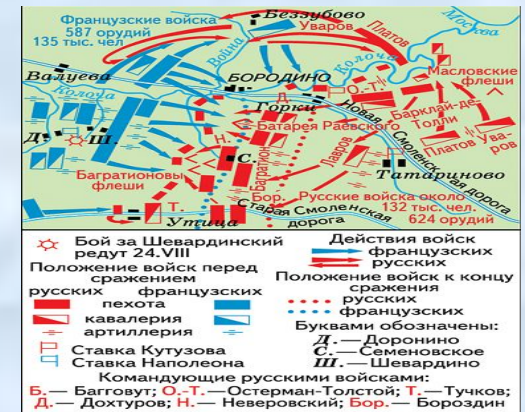 Французские войска
587 орудий
135 тыс. чел
Беззубово
Уваров
Платов
Москва
Война
Колоча
Валуева
БОРОДИНО
О.-Т.
Масловские
флеши
Колоча
Д.
Горки
Барклай-де-
Толли
Батарея Раевского
Новая Смоленская дорога
Д.
Ш.
Н.
С.
Багратион
Лавров
Платов
Уваров
Татариново
Багратионовы
флеши
Бор.
Русские войска около
132 тыс. чел.
624 орудий
Т.
Утица
Старая Смоленская
дорога
Бой за Шевардинский
редут 24.VIII
Положение войск перед
сражением
русских французских
пехота
кавалерия
артиллерия
Ставка Кутузова
Ставка Наполеона
Действия войск
французских
русских
Положение войск к концу
сражения
русских
французских
Буквами обозначены:
Д.—Доронино
С.—Семеновское
Ш.—Шевардино
Командующие русскими войсками:
Б.— Багговут; О.-Т.—Остерман-Толстой; Т.—Тучков;
Д.— Дохтуров; Н.— Неверовский; Бор.— Бороздин